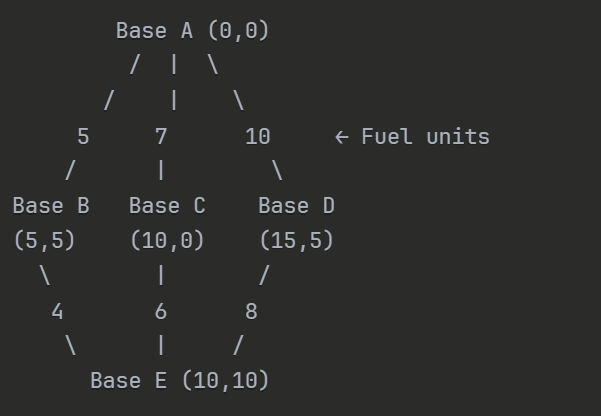 Base A (0,0)
/ | \
/ | \
5 7 10 ← Fuel units
/ | \
Base B Base C Base D
(5,5) (10,0) (15,5)
\ | /
4 6 8
\ | /
Base E (10,10)